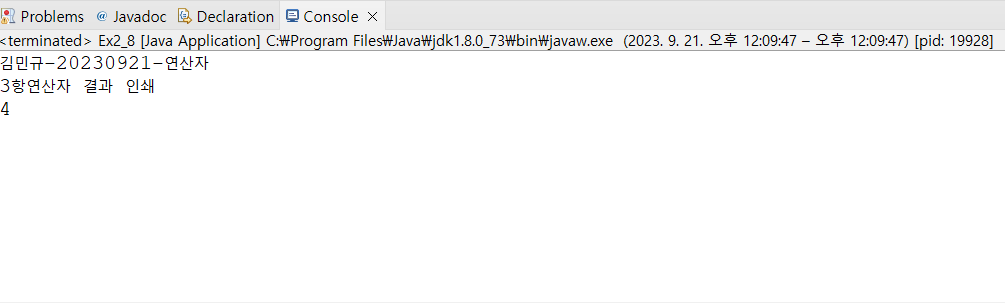 Problems @ Javadoc Declaration Console
<terminated> Ex2_8 [Java Application] C:₩Program Files₩Java₩jdk1.8.0_73₩bin₩javaw.exe (2023. 9. 21. 오후 12:09:47 – 오후 12:09:47) [pid: 19928]
김민규-20230921-연산자
3항연산자 결과 인쇄
4